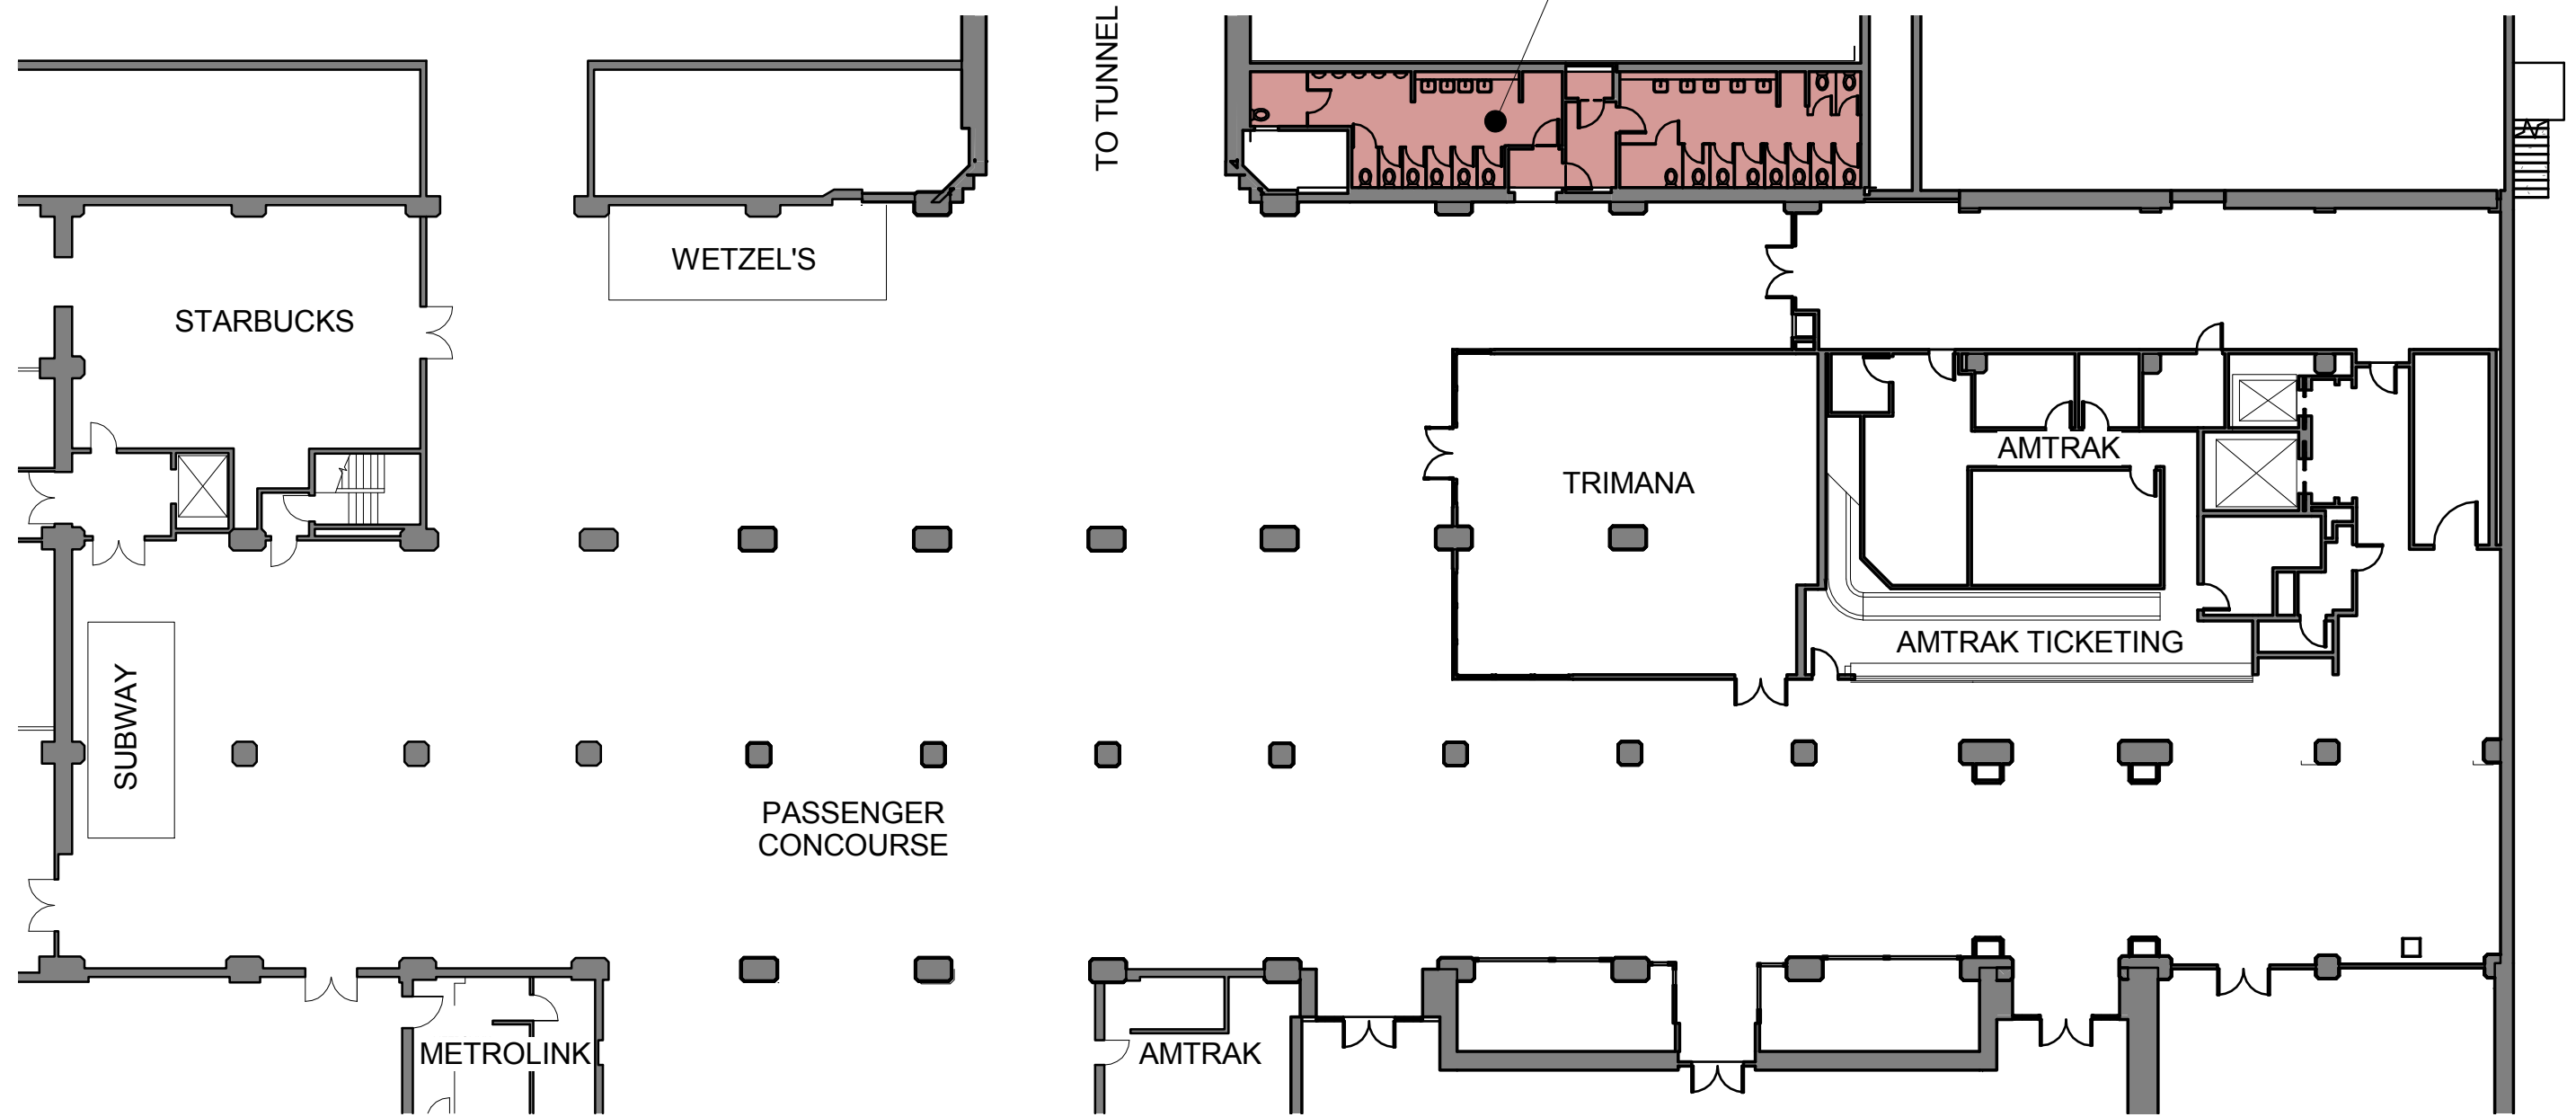 TO TUNNEL
WETZEL'S
STARBUCKS
AMTRAK
TRIMANA
AMTRAK TICKETING
SUBWAY
PASSENGER
CONCOURSE
METROLINK
AMTRAK